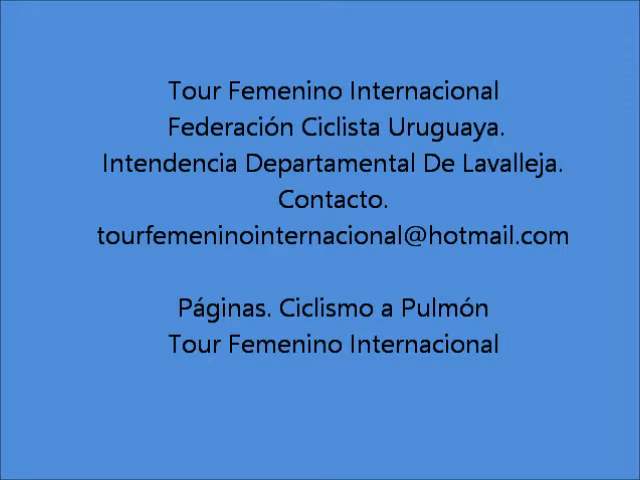 Tour Femenino Internacional
Federación Ciclista Uruguaya.
Intendencia Departamental De Lavalleja.
Contacto.
tourfemeninointernacional@hotmail.com
Páginas. Ciclismo a Pulmón
Tour Femenino Internacional